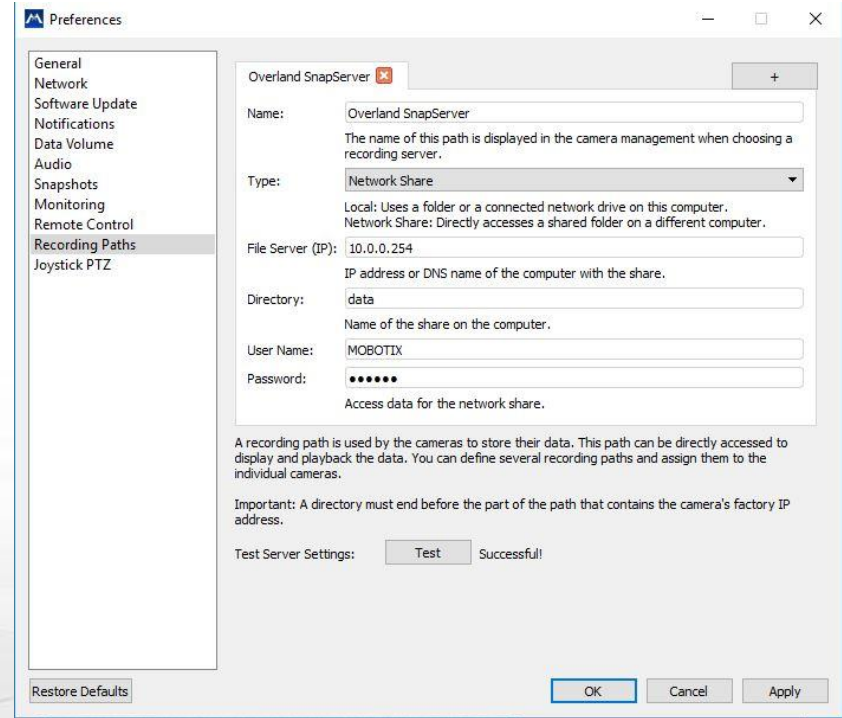 Preferences
General
Network
Software Update
Notifications
Data Volume
Audio
Snapshots
Monitoring
Remote Control
Recording Paths
Joystick PTZ
Overland SnapServer
+
Name: Overland SnapServer
The name of this path is displayed in the camera management when choosing a
recording server.
Type: Network Share
Local: Uses a folder or a connected network drive on this computer.
Network Share: Directly accesses a shared folder on a different computer.
File Server (IP): 10.0.0.254
IP address or DNS name of the computer with the share.
Directory: data
Name of the share on the computer.
User Name: MOBOTIX
Password: ●●●●●●
Access data for the network share.
A recording path is used by the cameras to store their data. This path can be directly accessed to
display and playback the data. You can define several recording paths and assign them to the
individual cameras.
Important: A directory must end before the part of the path that contains the camera's factory IP
address.
Test Server Settings: Test Successful!
Restore Defaults OK Cancel Apply